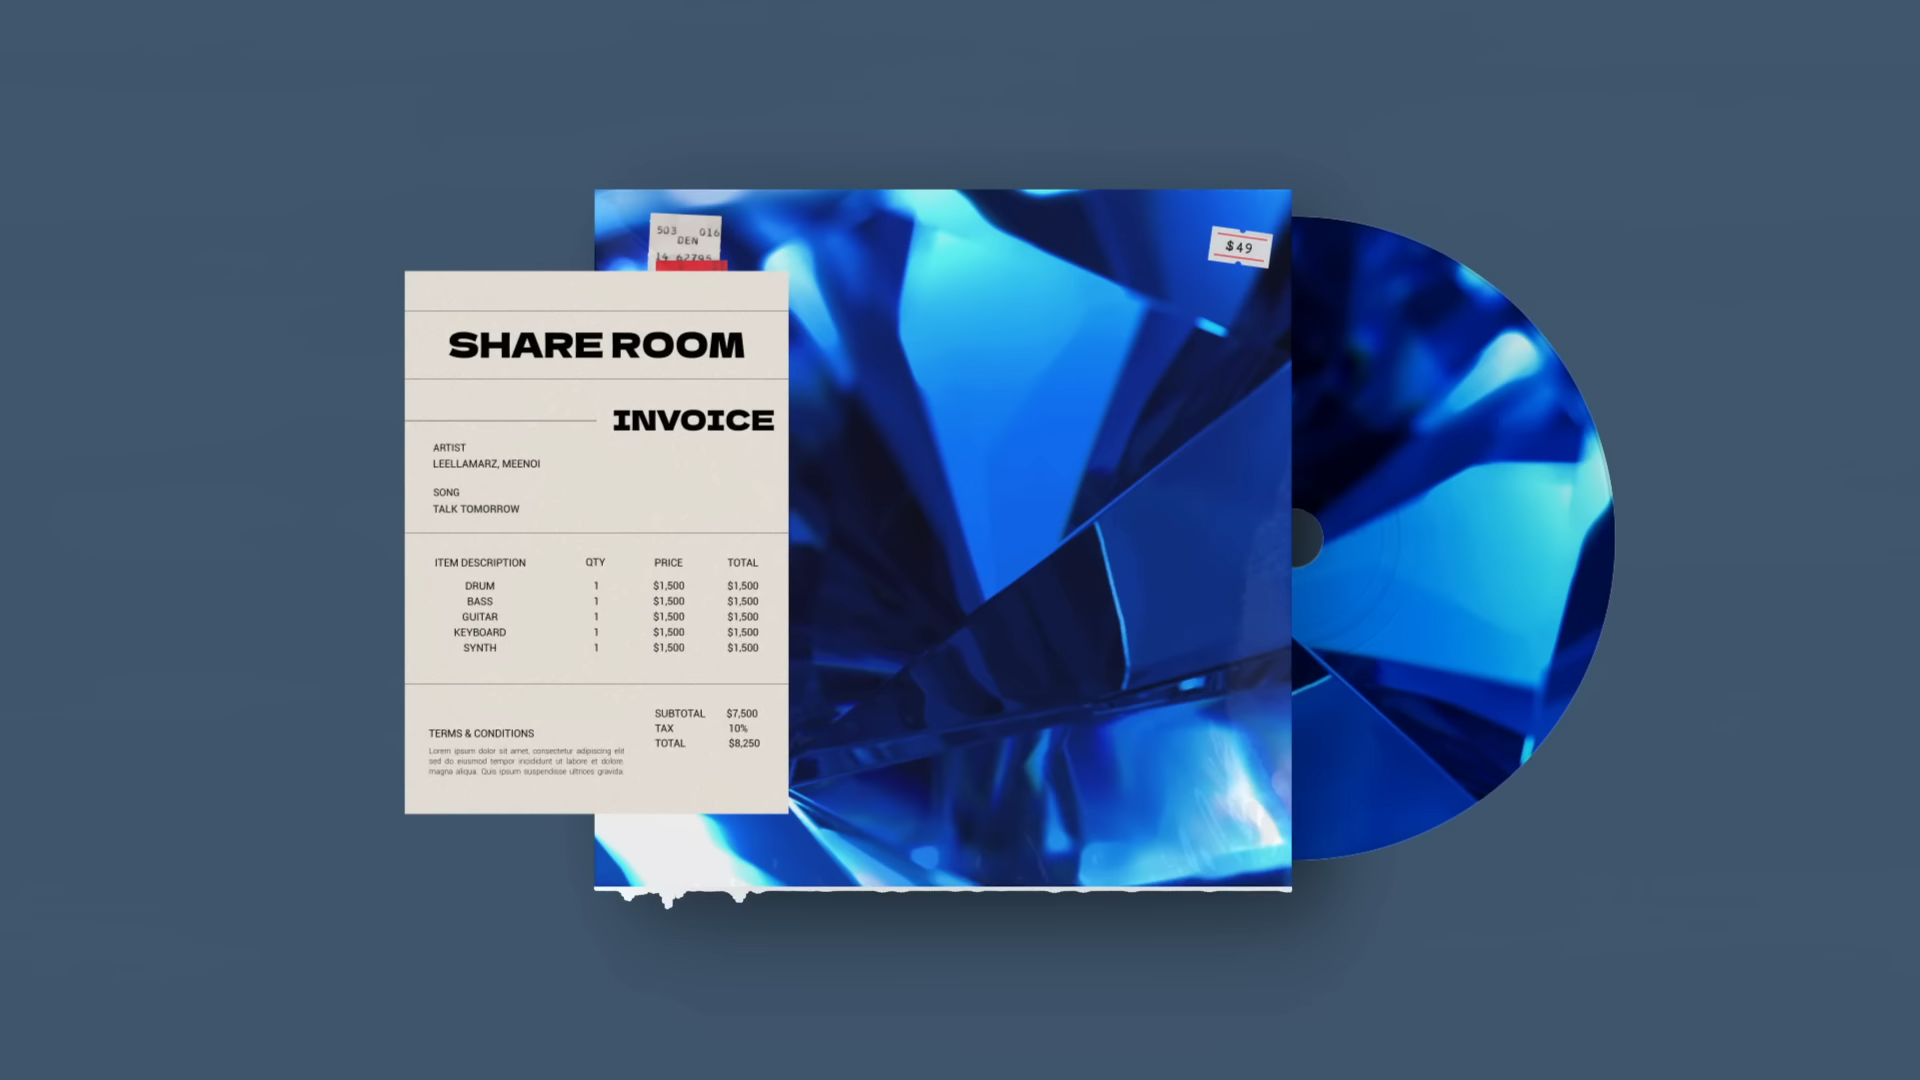 503 016
DEN
14 62795
$49
SHARE ROOM
INVOICE
ARTIST
LEELLAMARZ, MEENOI
SONG
TALK TOMORROW
ITEM DESCRIPTION QTY PRICE TOTAL
DRUM 1 $1,500 $1,500
BASS 1 $1,500 $1,500
GUITAR 1 $1,500 $1,500
KEYBOARD 1 $1,500 $1,500
SYNTH 1 $1,500 $1,500
SUBTOTAL $7,500
TAX 10%
TOTAL $8,250
TERMS & CONDITIONS
Lorem ipsum dolor sit amet, consectetur adipiscing elit
sed do eiusmod tempor incididunt ut labore et dolore
magna aliqua. Quis ipsum suspendisse ultrices gravida.